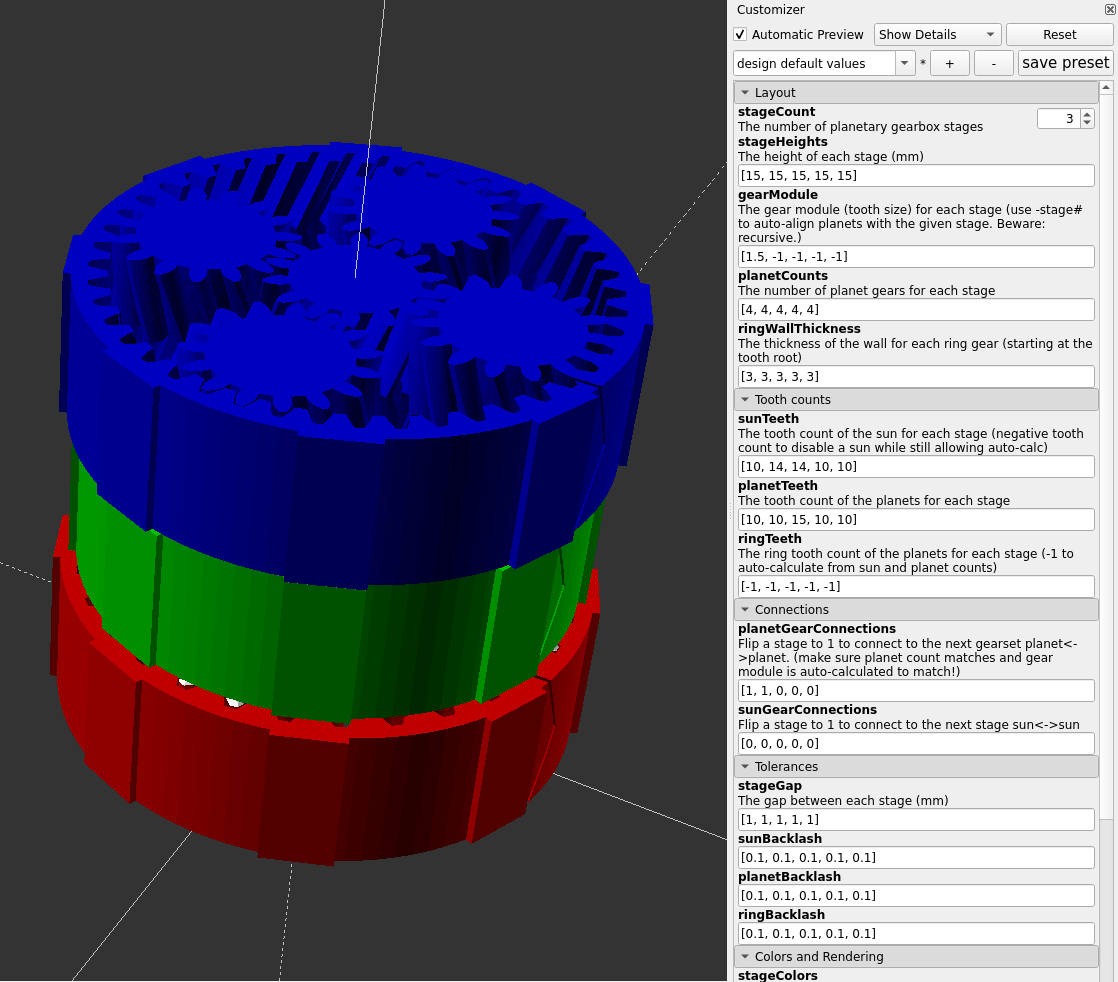 Customizer
Automatic Preview
Show Details
Reset
design default values
*
+
-
save preset
Layout
stageCount
The number of planetary gearbox stages
3
stageHeights
The height of each stage (mm)
[15, 15, 15, 15, 15]
gearModule
The gear module (tooth size) for each stage (use -stage#
to auto-align planets with the given stage. Beware:
recursive.)
[1.5, -1, -1, -1, -1]
planetCounts
The number of planet gears for each stage
[4, 4, 4, 4, 4]
ringWallThickness
The thickness of the wall for each ring gear (starting at the
tooth root)
[3, 3, 3, 3, 3]
Tooth counts
sunTeeth
The tooth count of the sun for each stage (negative tooth
count to disable a sun while still allowing auto-calc)
[10, 14, 14, 10, 10]
planetTeeth
The tooth count of the planets for each stage
[10, 10, 15, 10, 10]
ringTeeth
The ring tooth count of the planets for each stage (-1 to
auto-calculate from sun and planet counts)
[-1, -1, -1, -1, -1]
Connections
planetGearConnections
Flip a stage to 1 to connect to the next gearset planet<-
>planet. (make sure planet count matches and gear
module is auto-calculated to match!)
[1, 1, 0, 0, 0]
sunGearConnections
Flip a stage to 1 to connect to the next stage sun<->sun
[0, 0, 0, 0, 0]
Tolerances
stageGap
The gap between each stage (mm)
[1, 1, 1, 1, 1]
sunBacklash
[0.1, 0.1, 0.1, 0.1, 0.1]
planetBacklash
[0.1, 0.1, 0.1, 0.1, 0.1]
ringBacklash
[0.1, 0.1, 0.1, 0.1, 0.1]
Colors and Rendering
stageColors